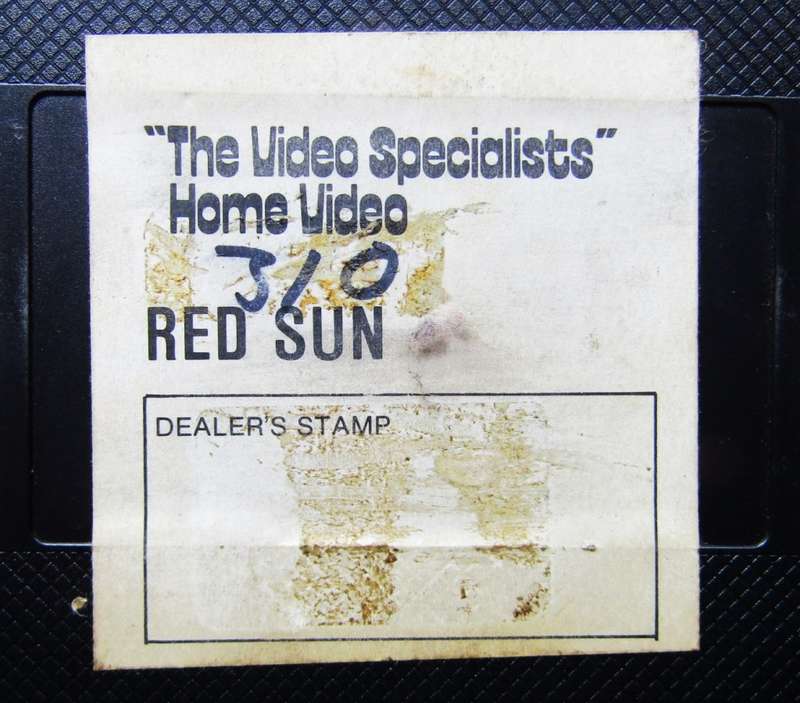 "The Video Specialists"
Home Video
310
RED SUN
DEALER'S STAMP